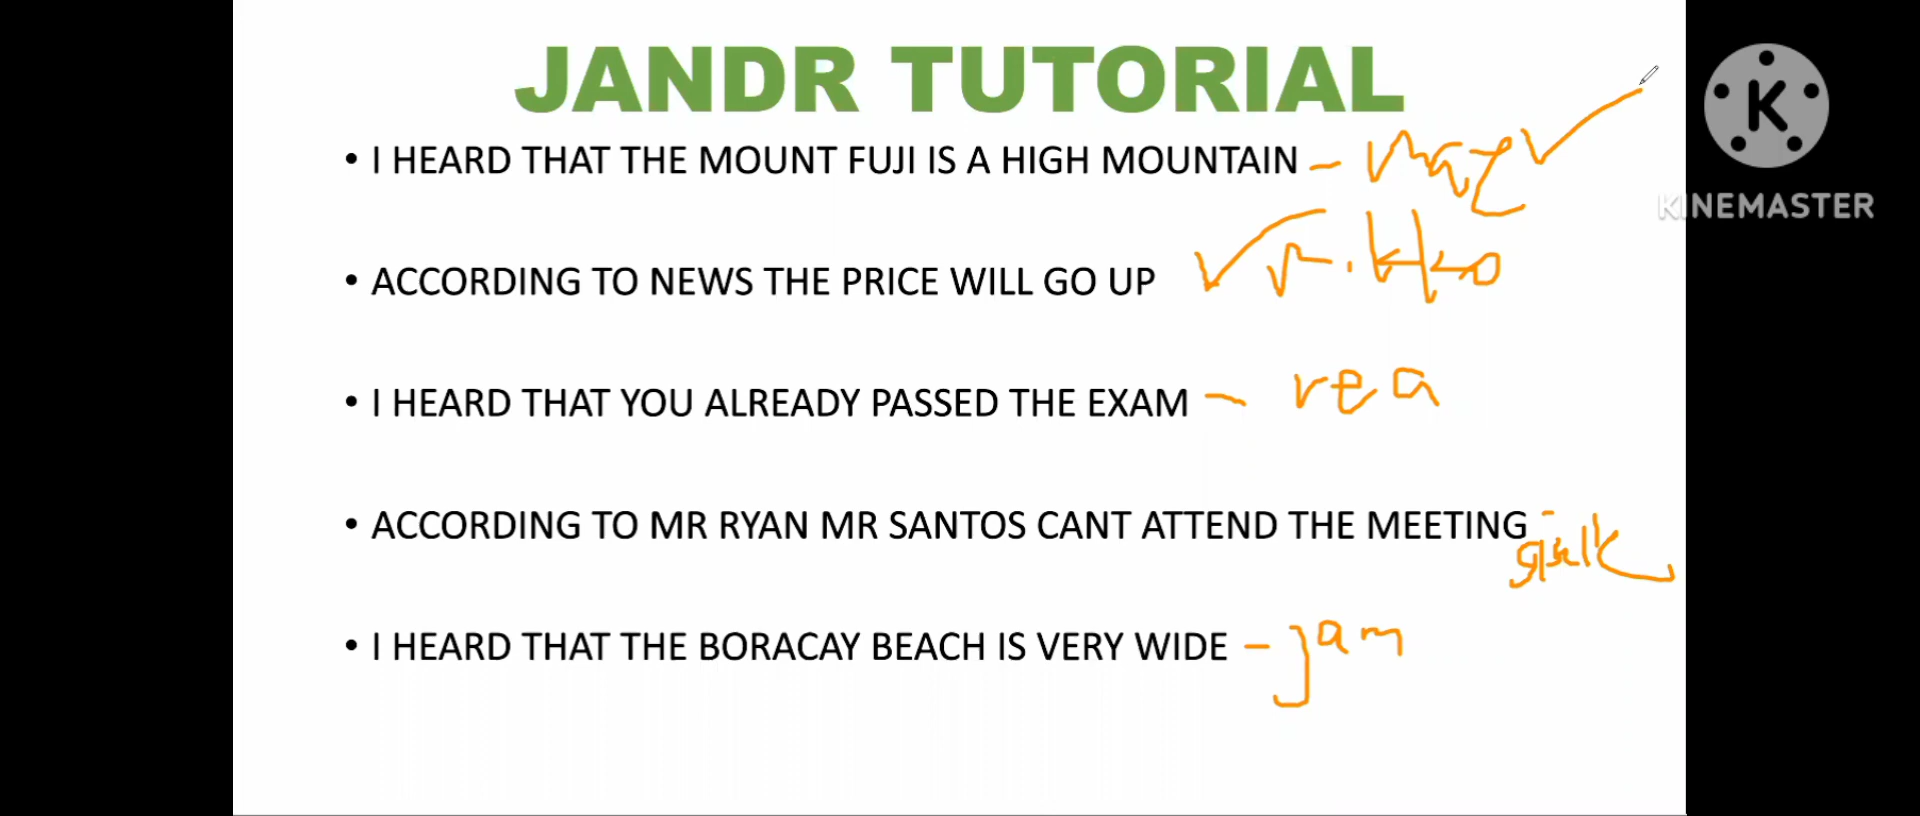 JANDR TUTORIAL
• I HEARD THAT THE MOUNT FUJI IS A HIGH MOUNTAIN –
• ACCORDING TO NEWS THE PRICE WILL GO UP
• I HEARD THAT YOU ALREADY PASSED THE EXAM – rea
• ACCORDING TO MR RYAN MR SANTOS CANT ATTEND THE MEETING -
• I HEARD THAT THE BORACAY BEACH IS VERY WIDE – jam
K
KINEMASTER